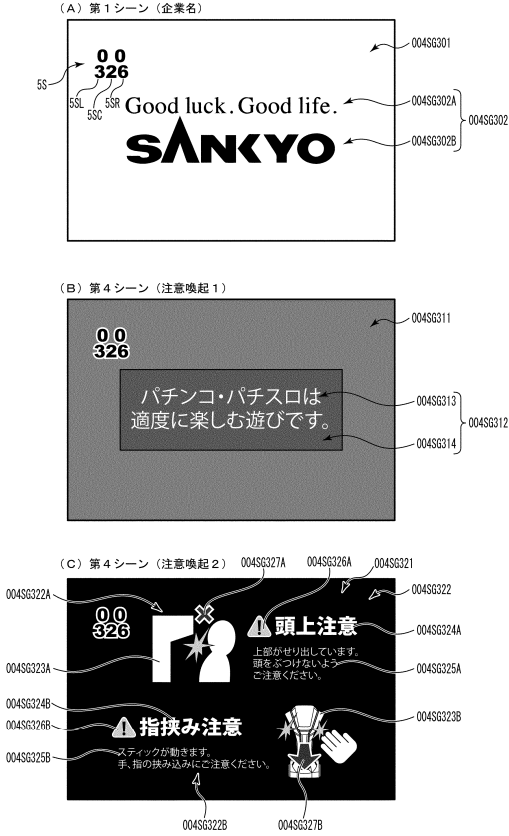 (A) 第1シーン (企業名)
00
326
5S
5SL
5SC
5SR
004SG301
Good luck. Good life.
004SG302A
004SG302
SANKYO
004SG302B
(B) 第4シーン (注意喚起1)
004SG311
00
326
パチンコ・パチスロは
適度に楽しむ遊びです。
004SG313
004SG312
004SG314
(C) 第4シーン (注意喚起2)
004SG327A
004SG326A
004SG321
004SG322A
004SG322
00
326
頭上注意
004SG324A
上部がせり出しています。
頭をぶつけないよう
ご注意ください。
004SG323A
004SG325A
004SG324B
004SG326B
指挟み注意
004SG323B
004SG325B
スティックが動きます。
手、指の挟み込みにご注意ください。
004SG322B
004SG327B